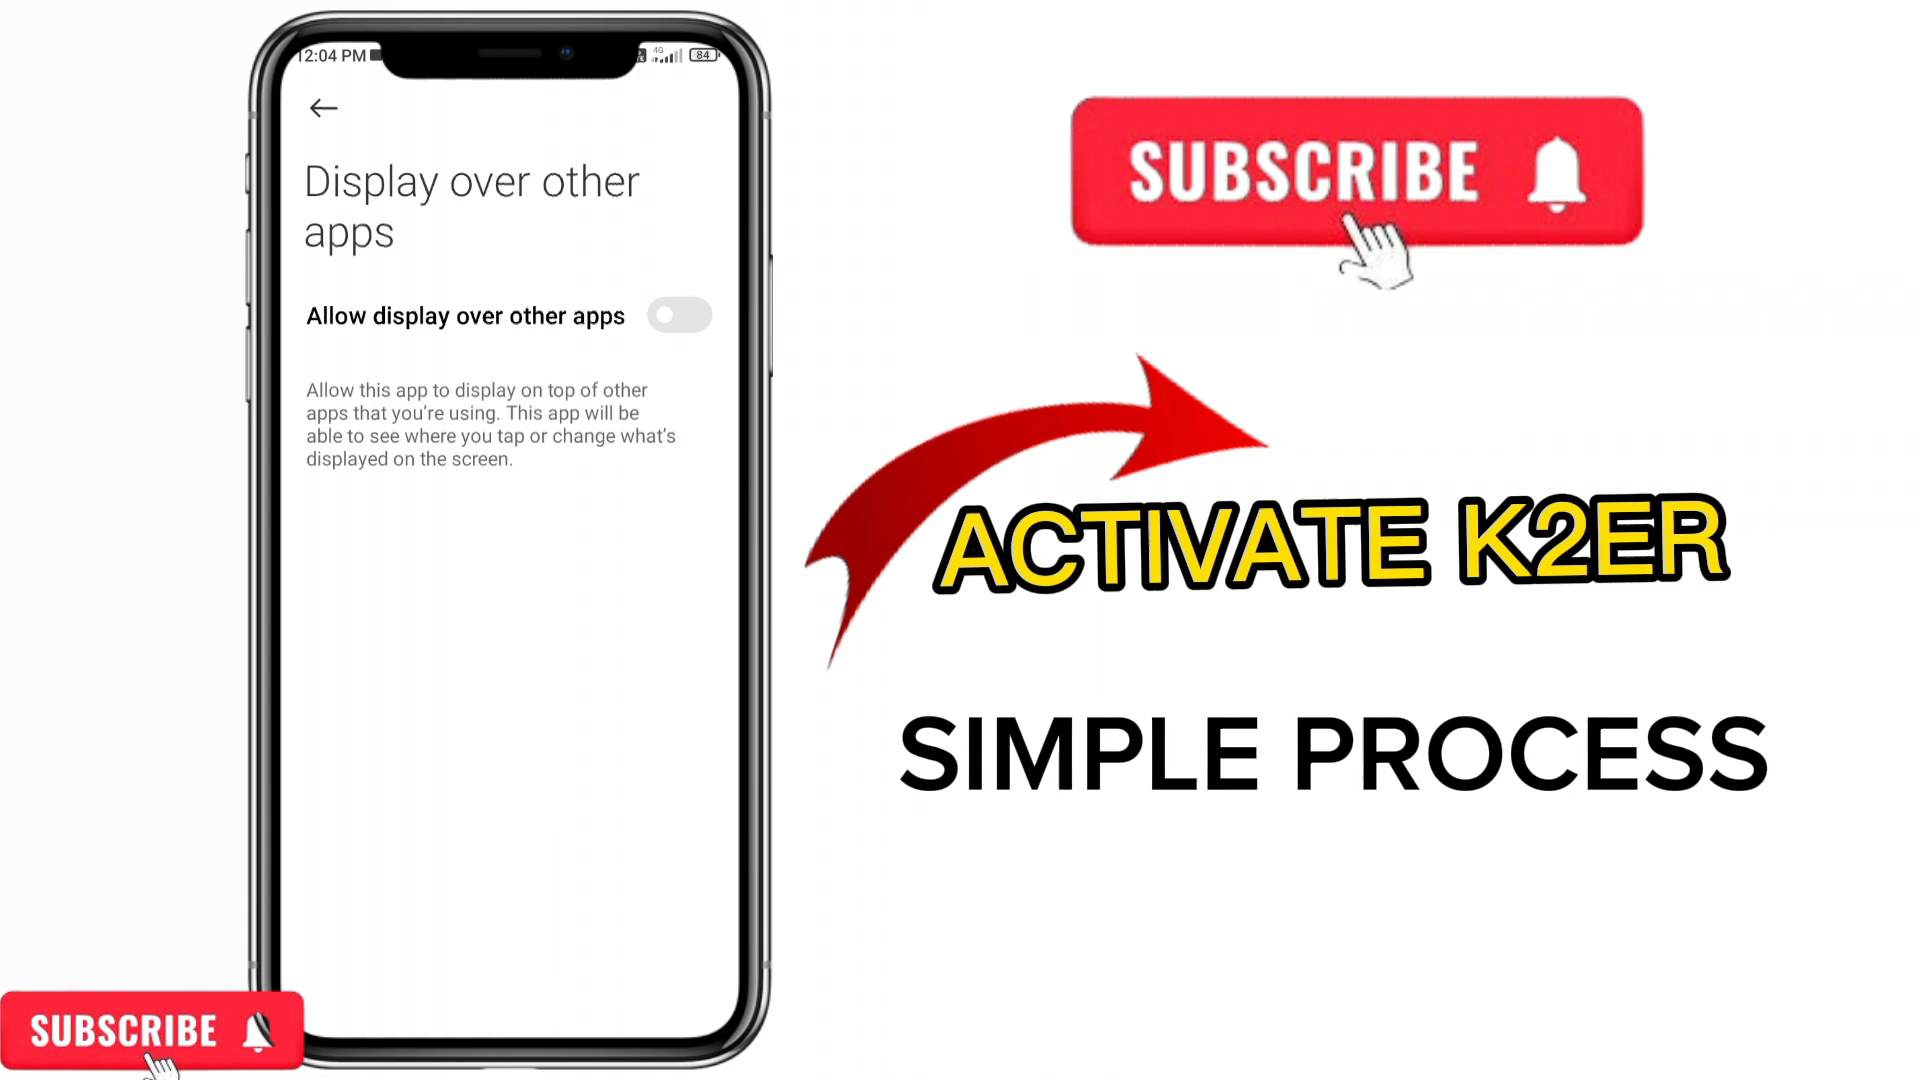 12:04 PM
4G
84
Display over other
apps
Allow display over other apps
Allow this app to display on top of other
apps that you’re using. This app will be
able to see where you tap or change what’s
displayed on the screen.
SUBSCRIBE
ACTIVATE K2ER
SIMPLE PROCESS
SUBSCRIBE